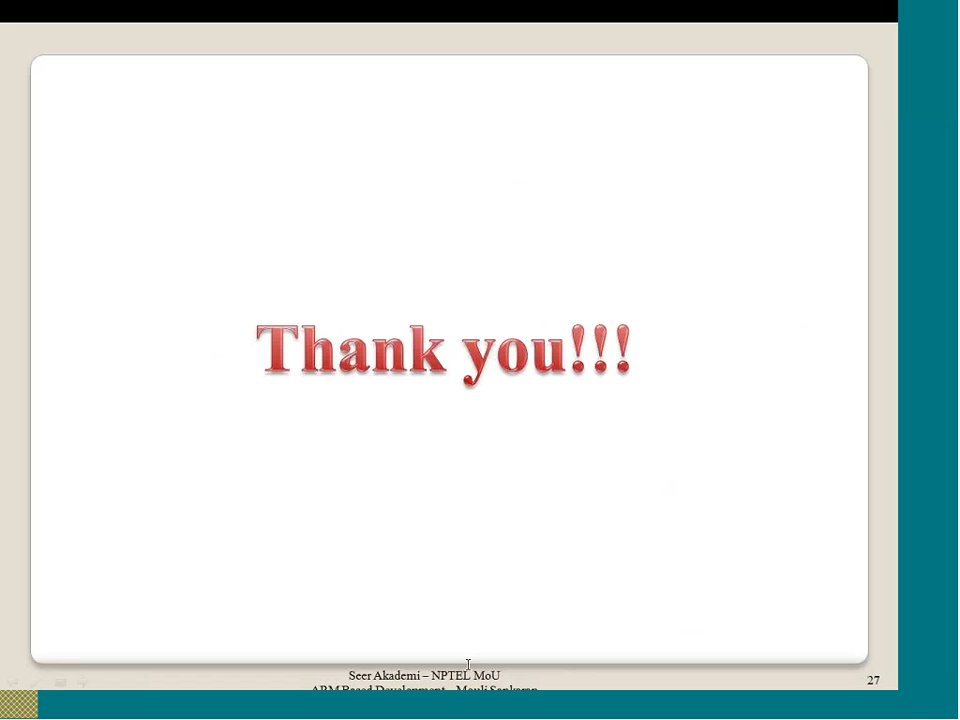 Thank you!!!
Seer Akademi – NPTEL MoU
ARM Based Development - Mouli Sankaran
27